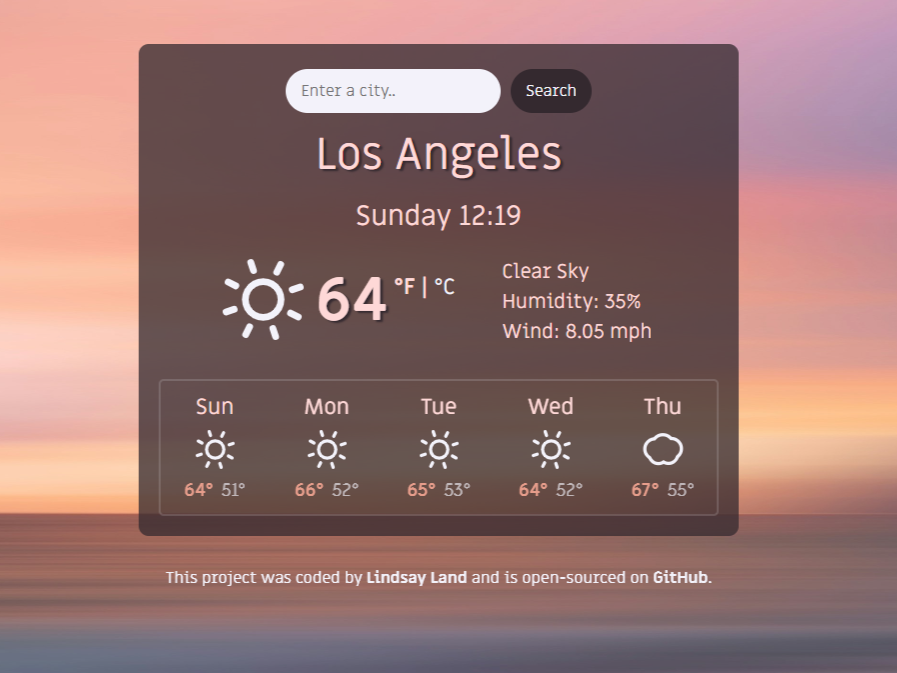 Enter a city..
Search
Los Angeles
Sunday 12:19
64 °F | °C
Clear Sky
Humidity: 35%
Wind: 8.05 mph
Sun Mon Tue Wed Thu
64° 51° 66° 52° 65° 53° 64° 52° 67° 55°
This project was coded by Lindsay Land and is open-sourced on GitHub.